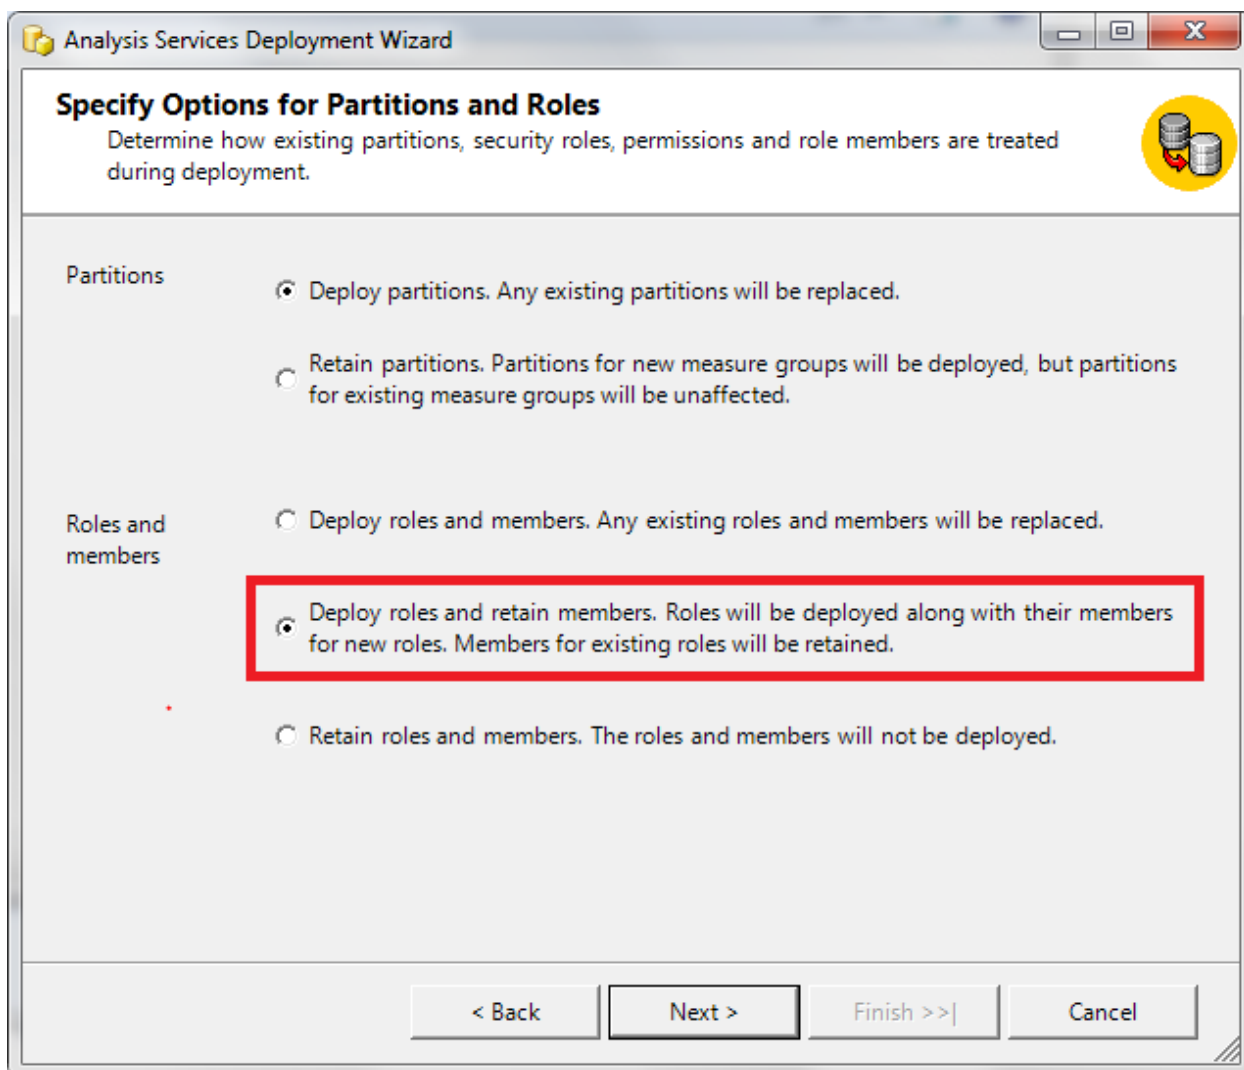 Analysis Services Deployment Wizard
Specify Options for Partitions and Roles
Determine how existing partitions, security roles, permissions and role members are treated
during deployment.
Partitions
Deploy partitions. Any existing partitions will be replaced.
Retain partitions. Partitions for new measure groups will be deployed, but partitions
for existing measure groups will be unaffected.
Roles and
members
Deploy roles and members. Any existing roles and members will be replaced.
Deploy roles and retain members. Roles will be deployed along with their members
for new roles. Members for existing roles will be retained.
Retain roles and members. The roles and members will not be deployed.
< Back
Next >
Finish >>|
Cancel